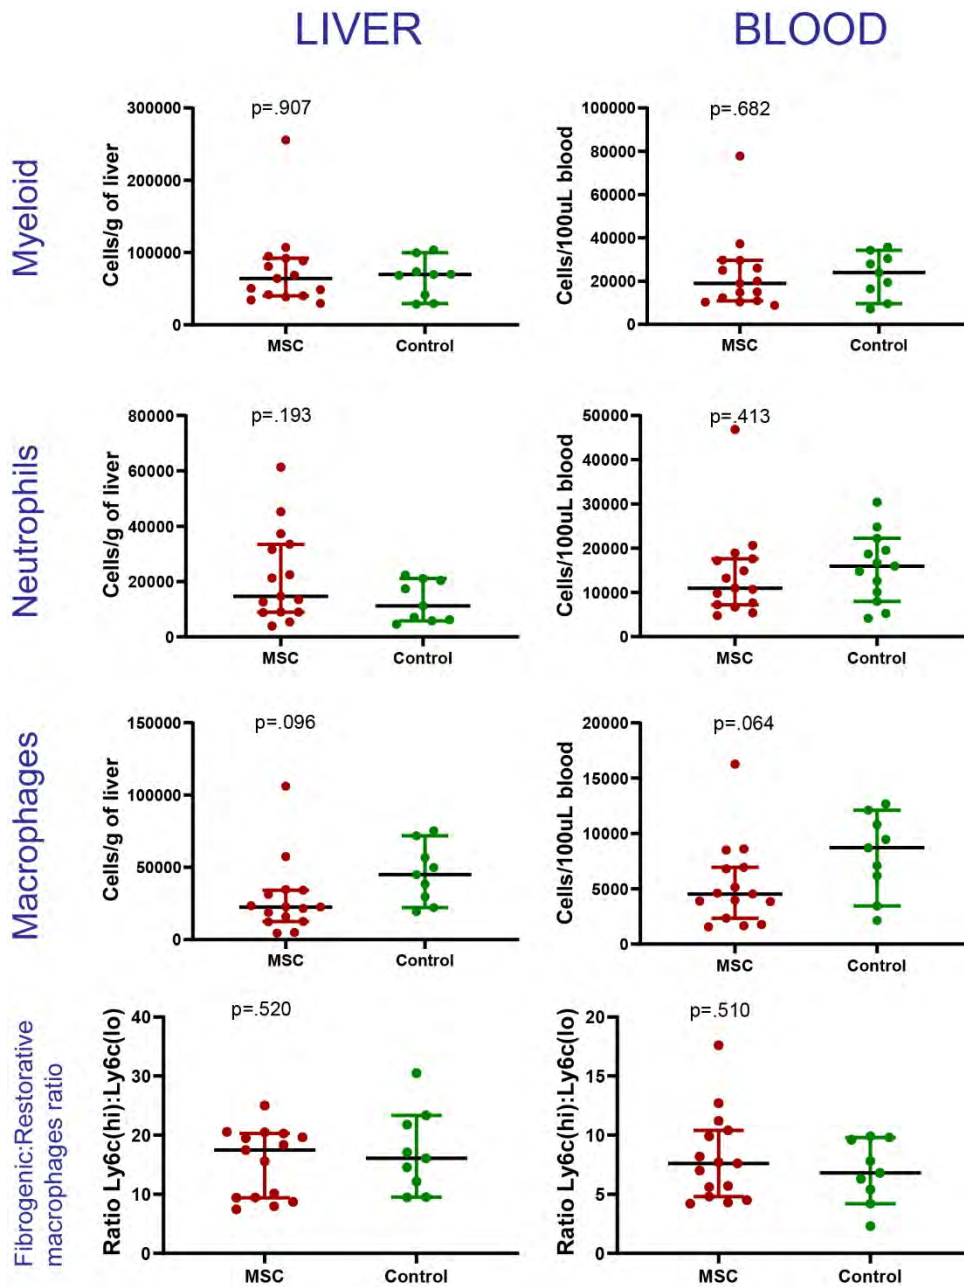 LIVER
BLOOD
Myeloid
Cells/g of liver
300000
200000
100000
0
p=.907
MSC
Control
Cells/100uL blood
100000
80000
60000
40000
20000
0
p=.682
MSC
Control
Neutrophils
Cells/g of liver
80000
60000
40000
20000
0
p=.193
MSC
Control
Cells/100uL blood
50000
40000
30000
20000
10000
0
p=.413
MSC
Control
Macrophages
Cells/g of liver
150000
100000
50000
0
p=.096
MSC
Control
Cells/100uL blood
20000
15000
10000
5000
0
p=.064
MSC
Control
Fibrogenic:Restorative
macrophages ratio
Ratio Ly6c(hi):Ly6c(lo)
40
30
20
10
0
p=.520
MSC
Control
Ratio Ly6c(hi):Ly6c(lo)
20
15
10
5
0
p=.510
MSC
Control